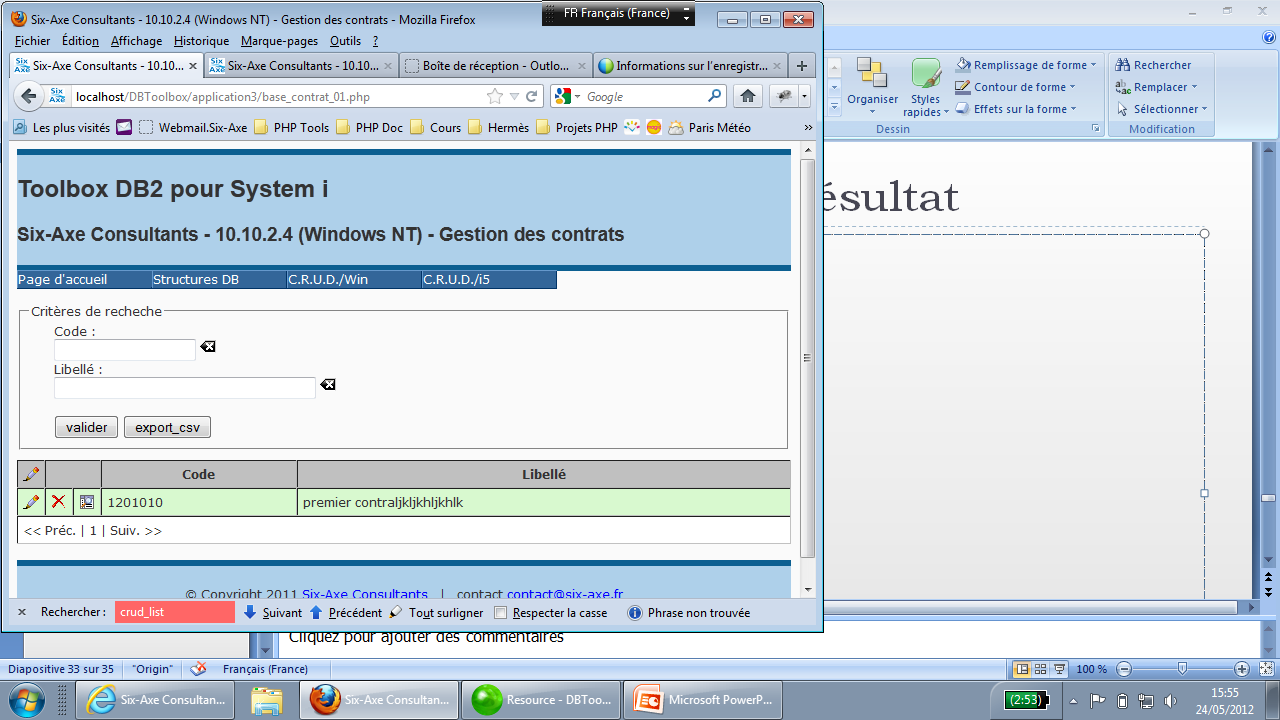 Six-Axe Consultants - 10.10.2.4 (Windows NT) - Gestion des contrats - Mozilla Firefox
FR Français (France)
Fichier Édition Affichage Historique Marque-pages Outils ?
Six-Axe Consultants - 10.10... Six-Axe Consultants - 10.10... Boîte de réception - Outlo... Informations sur l'enregistr...
localhost/DBToolbox/application3/base_contrat_01.php
Google
Les plus visités Webmail.Six-Axe PHP Tools PHP Doc Cours Hermès Projets PHP Paris Météo »
Toolbox DB2 pour System i
Six-Axe Consultants - 10.10.2.4 (Windows NT) - Gestion des contrats
Page d'accueil Structures DB C.R.U.D./Win C.R.U.D./i5
Critères de recheche
Code :
Libellé :
valider export_csv
Code Libellé
1201010 premier contraljkljkhljkhlk
<< Préc. | 1 | Suiv. >>
© Copyright 2011 Six-Axe Consultants | contact contact@six-axe.fr
Rechercher : crud_list Suivant Précédent Tout surligner Respecter la casse Phrase non trouvée
Organiser
Styles rapides
Remplissage de forme
Contour de forme
Effets sur la forme
Dessin
Rechercher
Remplacer
Sélectionner
Modification
ésultat
Cliquez pour ajouter des commentaires
Diapositive 33 sur 35 "Origin" Français (France) 100 %
Six-Axe Consultan... Six-Axe Consultan... Resource - DBToo... Microsoft PowerP...
(2:53)
15:55
24/05/2012